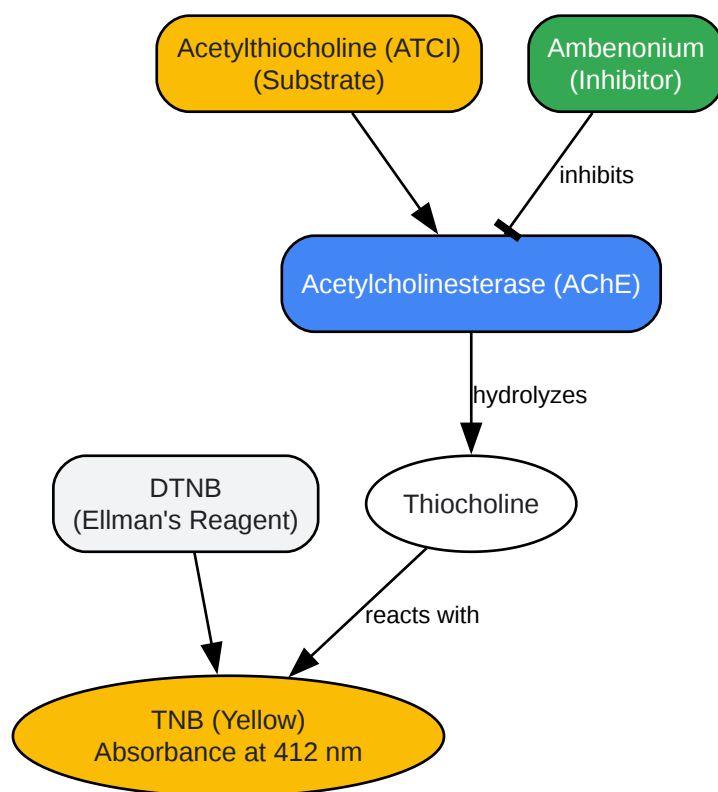 Acetylthiocholine (ATCI)
(Substrate)
Ambenonium
(Inhibitor)
inhibits
Acetylcholinesterase (AChE)
hydrolyzes
DTNB
(Ellman's Reagent)
Thiocholine
reacts with
TNB (Yellow)
Absorbance at 412 nm